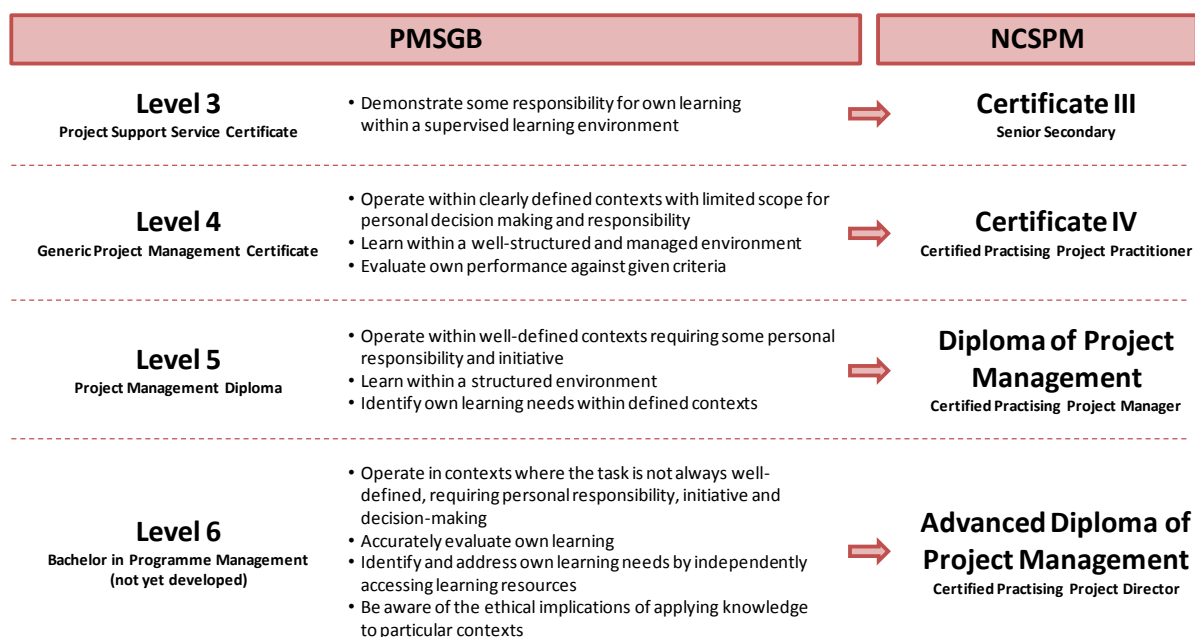 PMSGB
NCSPM
Level 3
Project Support Service Certificate
• Demonstrate some responsibility for own learning
within a supervised learning environment
Certificate III
Senior Secondary
Level 4
Generic Project Management Certificate
• Operate within clearly defined contexts with limited scope for
personal decision making and responsibility
• Learn within a well-structured and managed environment
• Evaluate own performance against given criteria
Certificate IV
Certified Practising Project Practitioner
Level 5
Project Management Diploma
• Operate within well-defined contexts requiring some personal
responsibility and initiative
• Learn within a structured environment
• Identify own learning needs within defined contexts
Diploma of Project
Management
Certified Practising Project Manager
Level 6
Bachelor in Programme Management
(not yet developed)
• Operate in contexts where the task is not always well-
defined, requiring personal responsibility, initiative and
decision-making
• Accurately evaluate own learning
• Identify and address own learning needs by independently
accessing learning resources
• Be aware of the ethical implications of applying knowledge
to particular contexts
Advanced Diploma of
Project Management
Certified Practising Project Director